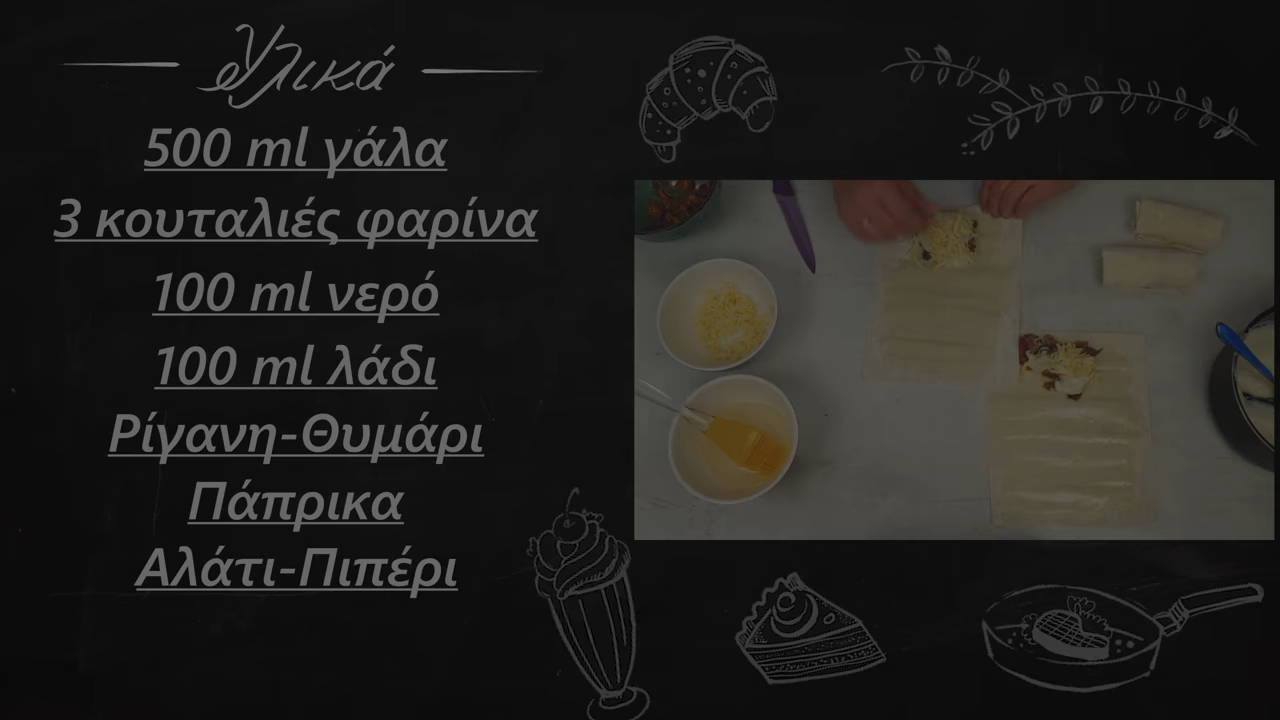 Υλικά
500 ml γάλα
3 κουταλιές φαρίνα
100 ml νερό
100 ml λάδι
Ρίγανη-Θυμάρι
Πάπρικα
Αλάτι-Πιπέρι